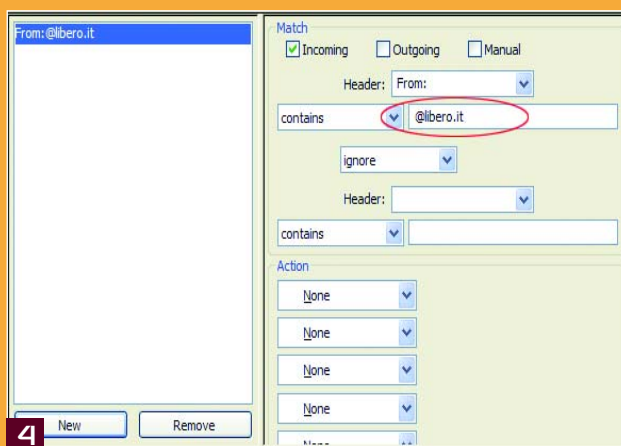 From:@libero.it
New
Remove
4
Match
Incoming
Outgoing
Manual
Header: From:
contains @libero.it
ignore
Header:
contains
Action
None
None
None
None
None